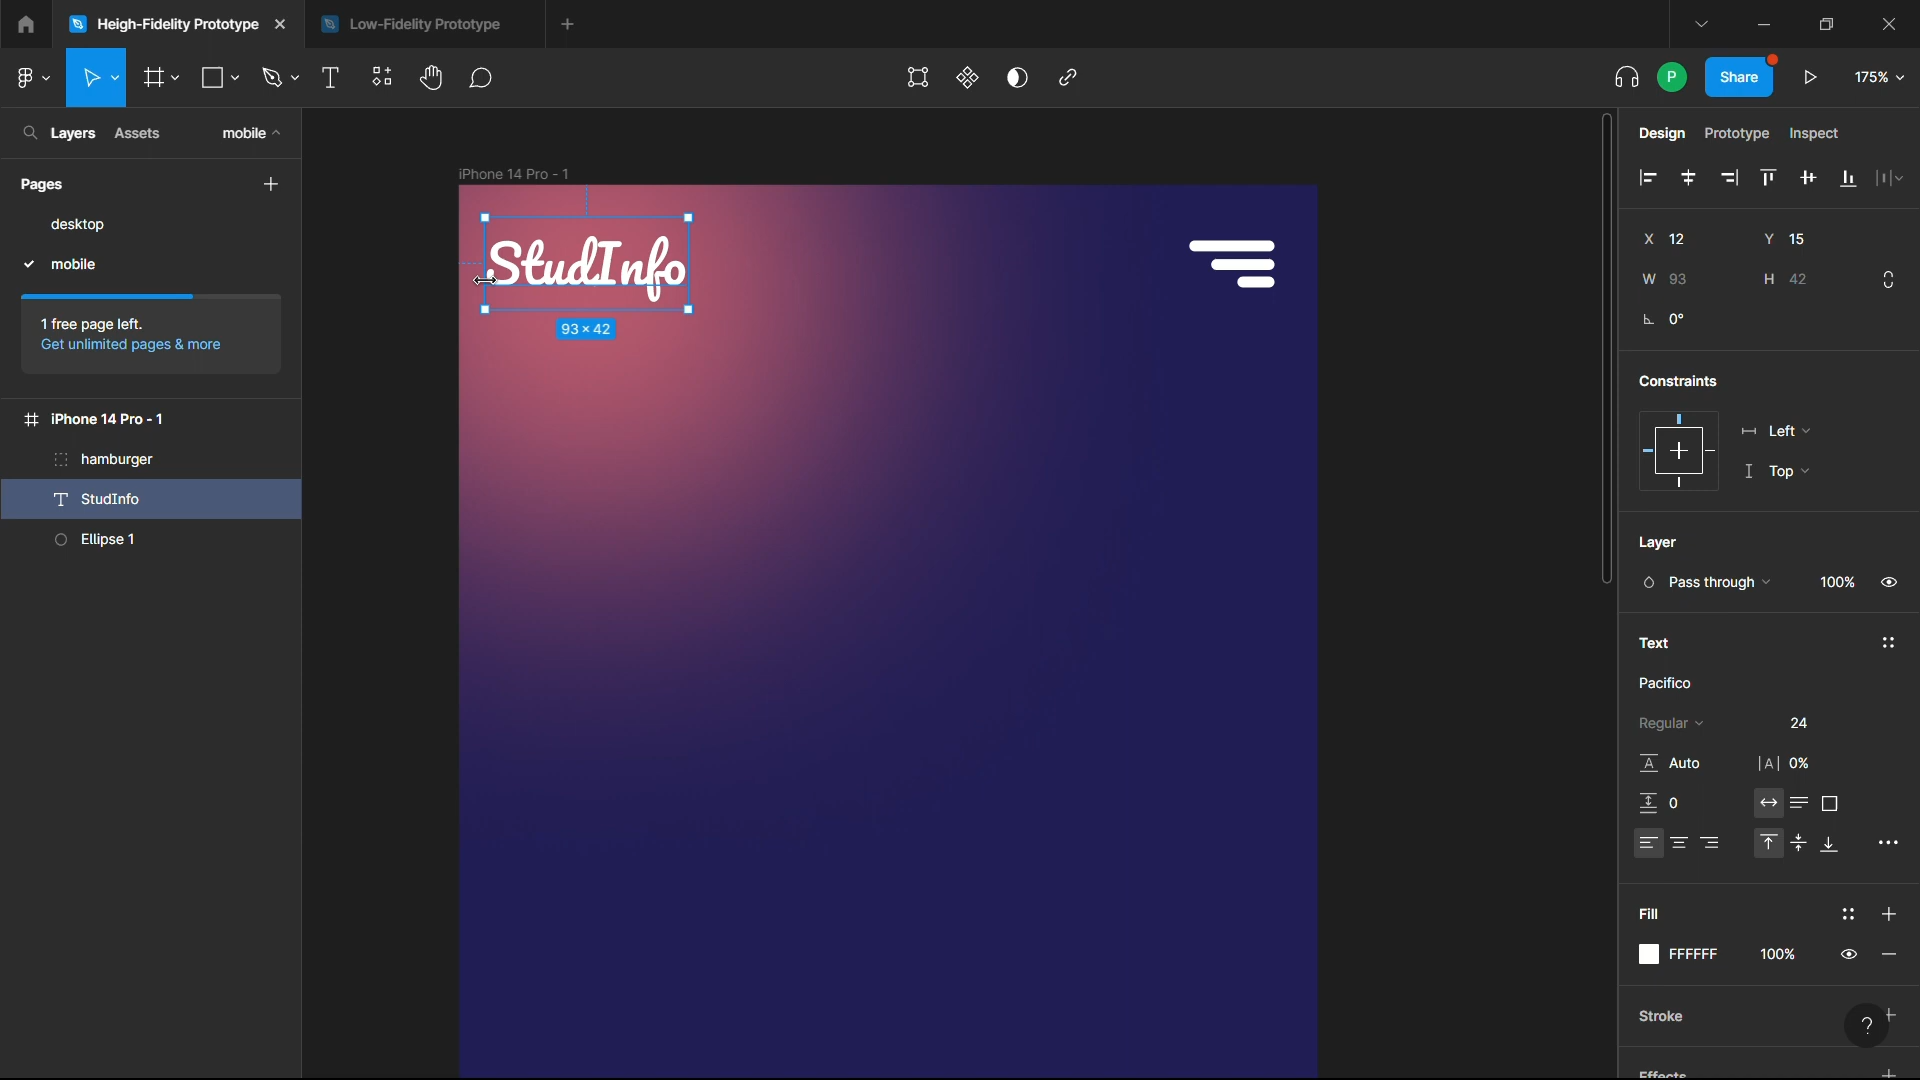 Heigh-Fidelity Prototype
Low-Fidelity Prototype
P
Share
175%
Layers
Assets
mobile
Design
Prototype
Inspect
Pages
desktop
mobile
1 free page left.
Get unlimited pages & more
iPhone 14 Pro - 1
hamburger
T StudInfo
Ellipse 1
iPhone 14 Pro - 1
StudInfo
93 × 42
X 12
Y 15
W 93
H 42
0°
Constraints
Left
Top
Layer
Pass through
100%
Text
Pacifico
Regular
24
A Auto
|A| 0%
0
Fill
FFFFFF
100%
Stroke
?
Effects